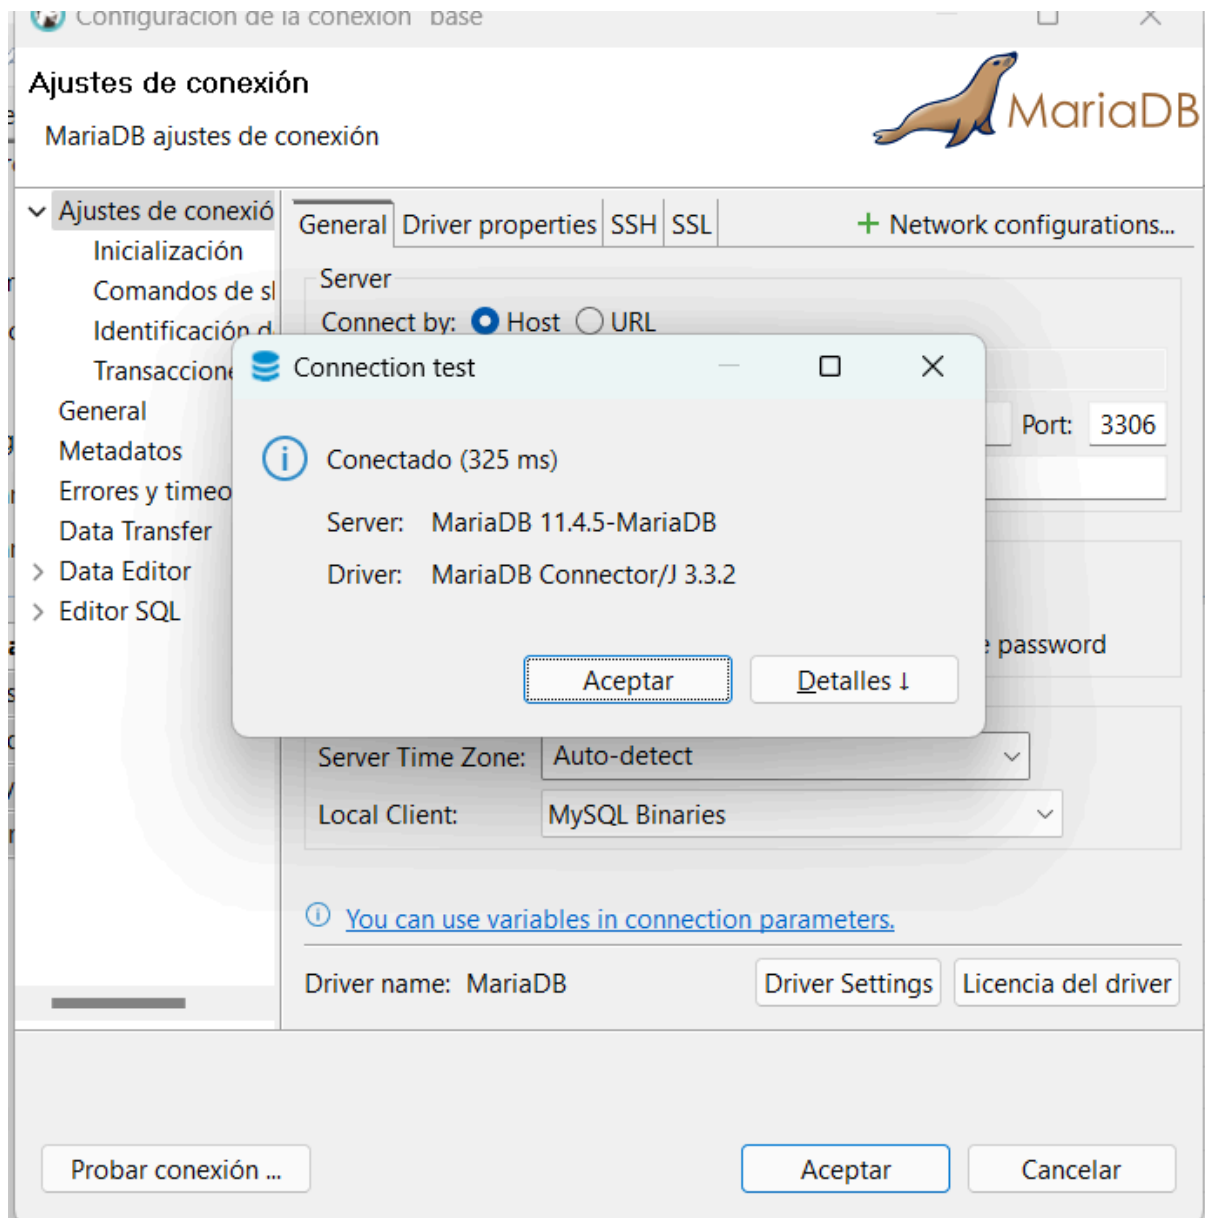 Configuración de la conexión "base"
Ajustes de conexión
MariaDB ajustes de conexión
MariaDB
Ajustes de conexió
Inicialización
Comandos de sl
Identificación d
Transaccione
General
Metadatos
Errores y timeo
Data Transfer
Data Editor
Editor SQL
General Driver properties SSH SSL + Network configurations...
Server
Connect by: Host URL
Port: 3306
Connection test
Conectado (325 ms)
Server: MariaDB 11.4.5-MariaDB
Driver: MariaDB Connector/J 3.3.2
Aceptar Detalles ↓
password
Server Time Zone: Auto-detect
Local Client: MySQL Binaries
You can use variables in connection parameters.
Driver name: MariaDB Driver Settings Licencia del driver
Probar conexión ... Aceptar Cancelar